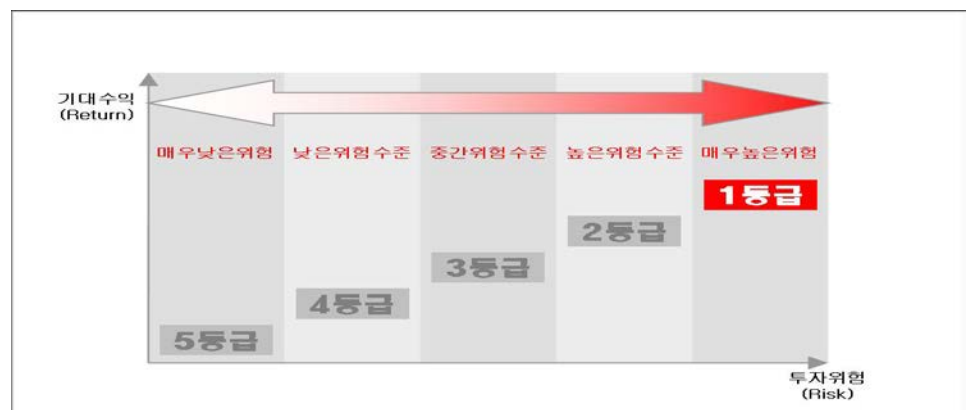 기대수익
(Return)
매우낮은위험 낮은위험수준 중간위험수준 높은위험수준 매우높은위험
1등급
2등급
3등급
4등급
5등급
투자위험
(Risk)